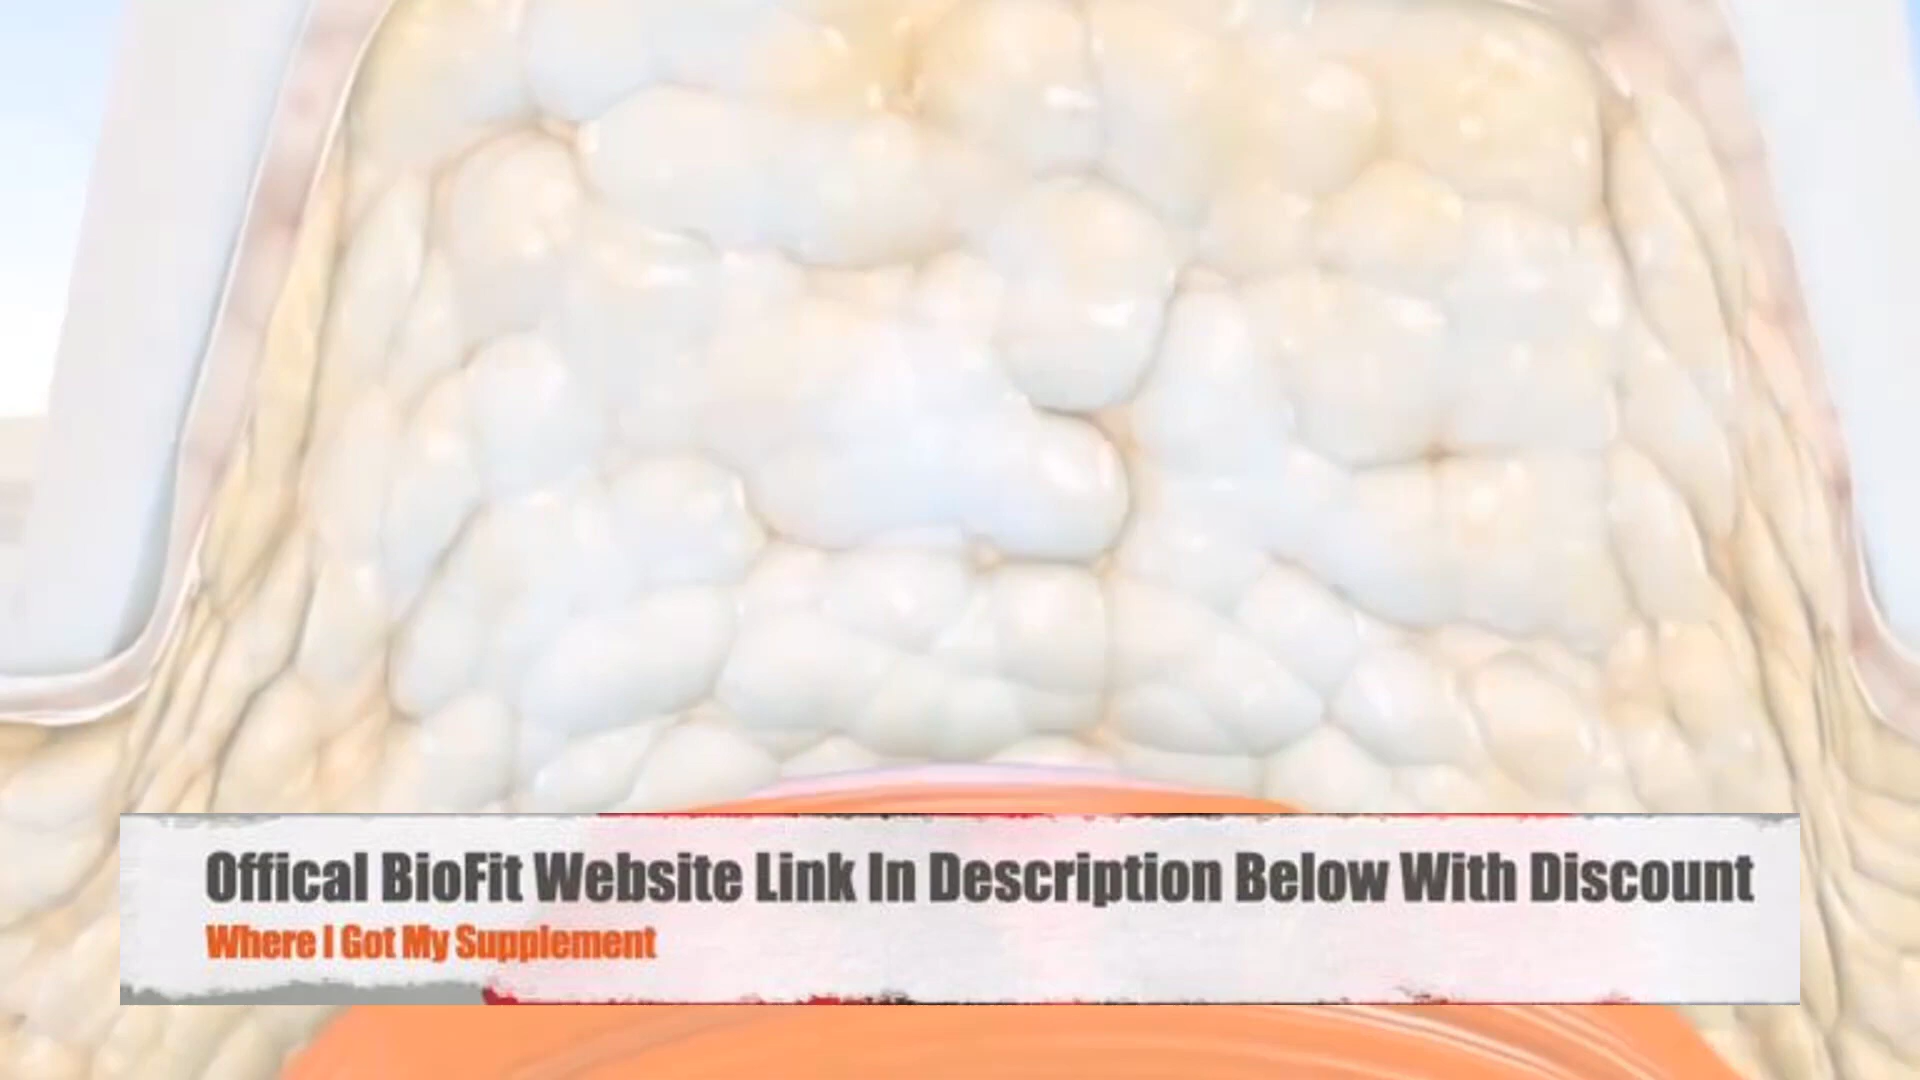 Offical BioFit Website Link In Description Below With Discount
Where I Got My Supplement